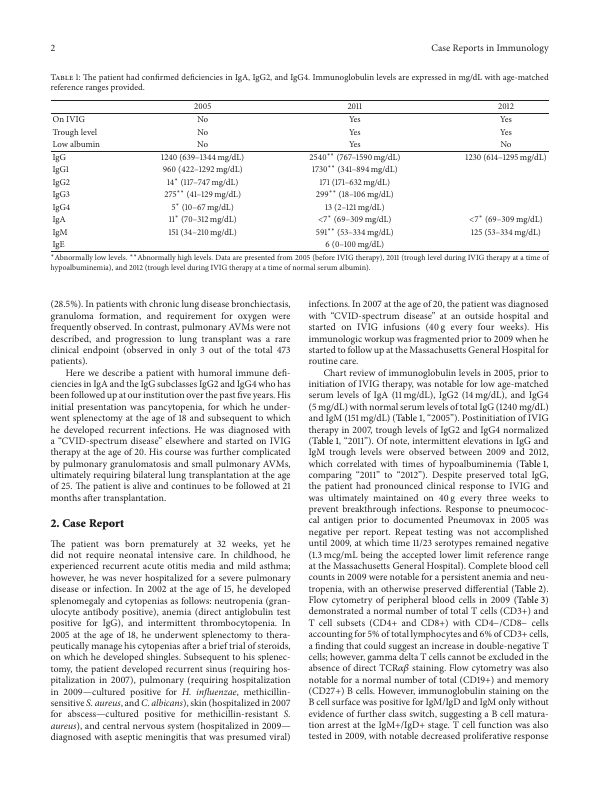 2 Case Reports in Immunology
Table 1: The patient had confirmed deficiencies in IgA, IgG2, and IgG4. Immunoglobulin levels are expressed in mg/dL with age-matched
reference ranges provided.
2005 2011 2012
On IVIG No Yes Yes
Trough level No Yes Yes
Low albumin No Yes No
IgG 1240 (639–1344 mg/dL) 2540** (767–1590 mg/dL) 1230 (614–1295 mg/dL)
IgG1 960 (422–1292 mg/dL) 1730** (341–894 mg/dL)
IgG2 14* (117–747 mg/dL) 171 (171–632 mg/dL)
IgG3 275** (41–129 mg/dL) 299** (18–106 mg/dL)
IgG4 5* (10–67 mg/dL) 13 (2–121 mg/dL)
IgA 11* (70–312 mg/dL) <7* (69–309 mg/dL) <7* (69–309 mg/dL)
IgM 151 (34–210 mg/dL) 591** (53–334 mg/dL) 125 (53–334 mg/dL)
IgE 6 (0–100 mg/dL)
*Abnormally low levels. **Abnormally high levels. Data are presented from 2005 (before IVIG therapy), 2011 (trough level during IVIG therapy at a time of
hypoalbuminemia), and 2012 (trough level during IVIG therapy at a time of normal serum albumin).
(28.5%). In patients with chronic lung disease bronchiectasis,
granuloma formation, and requirement for oxygen were
frequently observed. In contrast, pulmonary AVMs were not
described, and progression to lung transplant was a rare
clinical endpoint (observed in only 3 out of the total 473
patients).
Here we describe a patient with humoral immune defi-
ciencies in IgA and the IgG subclasses IgG2 and IgG4 who has
been followed up at our institution over the past five years. His
initial presentation was pancytopenia, for which he under-
went splenectomy at the age of 18 and subsequent to which
he developed recurrent infections. He was diagnosed with
a “CVID-spectrum disease” elsewhere and started on IVIG
therapy at the age of 20. His course was further complicated
by pulmonary granulomatosis and small pulmonary AVMs,
ultimately requiring bilateral lung transplantation at the age
of 25. The patient is alive and continues to be followed at 21
months after transplantation.
2. Case Report
The patient was born prematurely at 32 weeks, yet he
did not require neonatal intensive care. In childhood, he
experienced recurrent acute otitis media and mild asthma;
however, he was never hospitalized for a severe pulmonary
disease or infection. In 2002 at the age of 15, he developed
splenomegaly and cytopenias as follows: neutropenia (gran-
ulocyte antibody positive), anemia (direct antiglobulin test
positive for IgG), and intermittent thrombocytopenia. In
2005 at the age of 18, he underwent splenectomy to thera-
peutically manage his cytopenias after a brief trial of steroids,
on which he developed shingles. Subsequent to his splenec-
tomy, the patient developed recurrent sinus (requiring hos-
pitalization in 2007), pulmonary (requiring hospitalization
in 2009—cultured positive for H. influenzae, methicillin-
sensitive S. aureus, and C. albicans), skin (hospitalized in 2007
for abscess—cultured positive for methicillin-resistant S.
aureus), and central nervous system (hospitalized in 2009—
diagnosed with aseptic meningitis that was presumed viral)
infections. In 2007 at the age of 20, the patient was diagnosed
with “CVID-spectrum disease” at an outside hospital and
started on IVIG infusions (40 g every four weeks). His
immunologic workup was fragmented prior to 2009 when he
started to follow up at the Massachusetts General Hospital for
routine care.
Chart review of immunoglobulin levels in 2005, prior to
initiation of IVIG therapy, was notable for low age-matched
serum levels of IgA (11 mg/dL), IgG2 (14 mg/dL), and IgG4
(5 mg/dL) with normal serum levels of total IgG (1240 mg/dL)
and IgM (151 mg/dL) (Table 1, “2005”). Postinitiation of IVIG
therapy in 2007, trough levels of IgG2 and IgG4 normalized
(Table 1, “2011”). Of note, intermittent elevations in IgG and
IgM trough levels were observed between 2009 and 2012,
which correlated with times of hypoalbuminemia (Table 1,
comparing “2011” to “2012”). Despite preserved total IgG,
the patient had pronounced clinical response to IVIG and
was ultimately maintained on 40 g every three weeks to
prevent breakthrough infections. Response to pneumococ-
cal antigen prior to documented Pneumovax in 2005 was
negative per report. Repeat testing was not accomplished
until 2009, at which time 11/23 serotypes remained negative
(1.3 mcg/mL being the accepted lower limit reference range
at the Massachusetts General Hospital). Complete blood cell
counts in 2009 were notable for a persistent anemia and neu-
tropenia, with an otherwise preserved differential (Table 2).
Flow cytometry of peripheral blood cells in 2009 (Table 3)
demonstrated a normal number of total T cells (CD3+) and
T cell subsets (CD4+ and CD8+) with CD4−/CD8− cells
accounting for 5% of total lymphocytes and 6% of CD3+ cells,
a finding that could suggest an increase in double-negative T
cells; however, gamma delta T cells cannot be excluded in the
absence of direct TCRαβ staining. Flow cytometry was also
notable for a normal number of total (CD19+) and memory
(CD27+) B cells. However, immunoglobulin staining on the
B cell surface was positive for IgM/IgD and IgM only without
evidence of further class switch, suggesting a B cell matura-
tion arrest at the IgM+/IgD+ stage. T cell function was also
tested in 2009, with notable decreased proliferative response